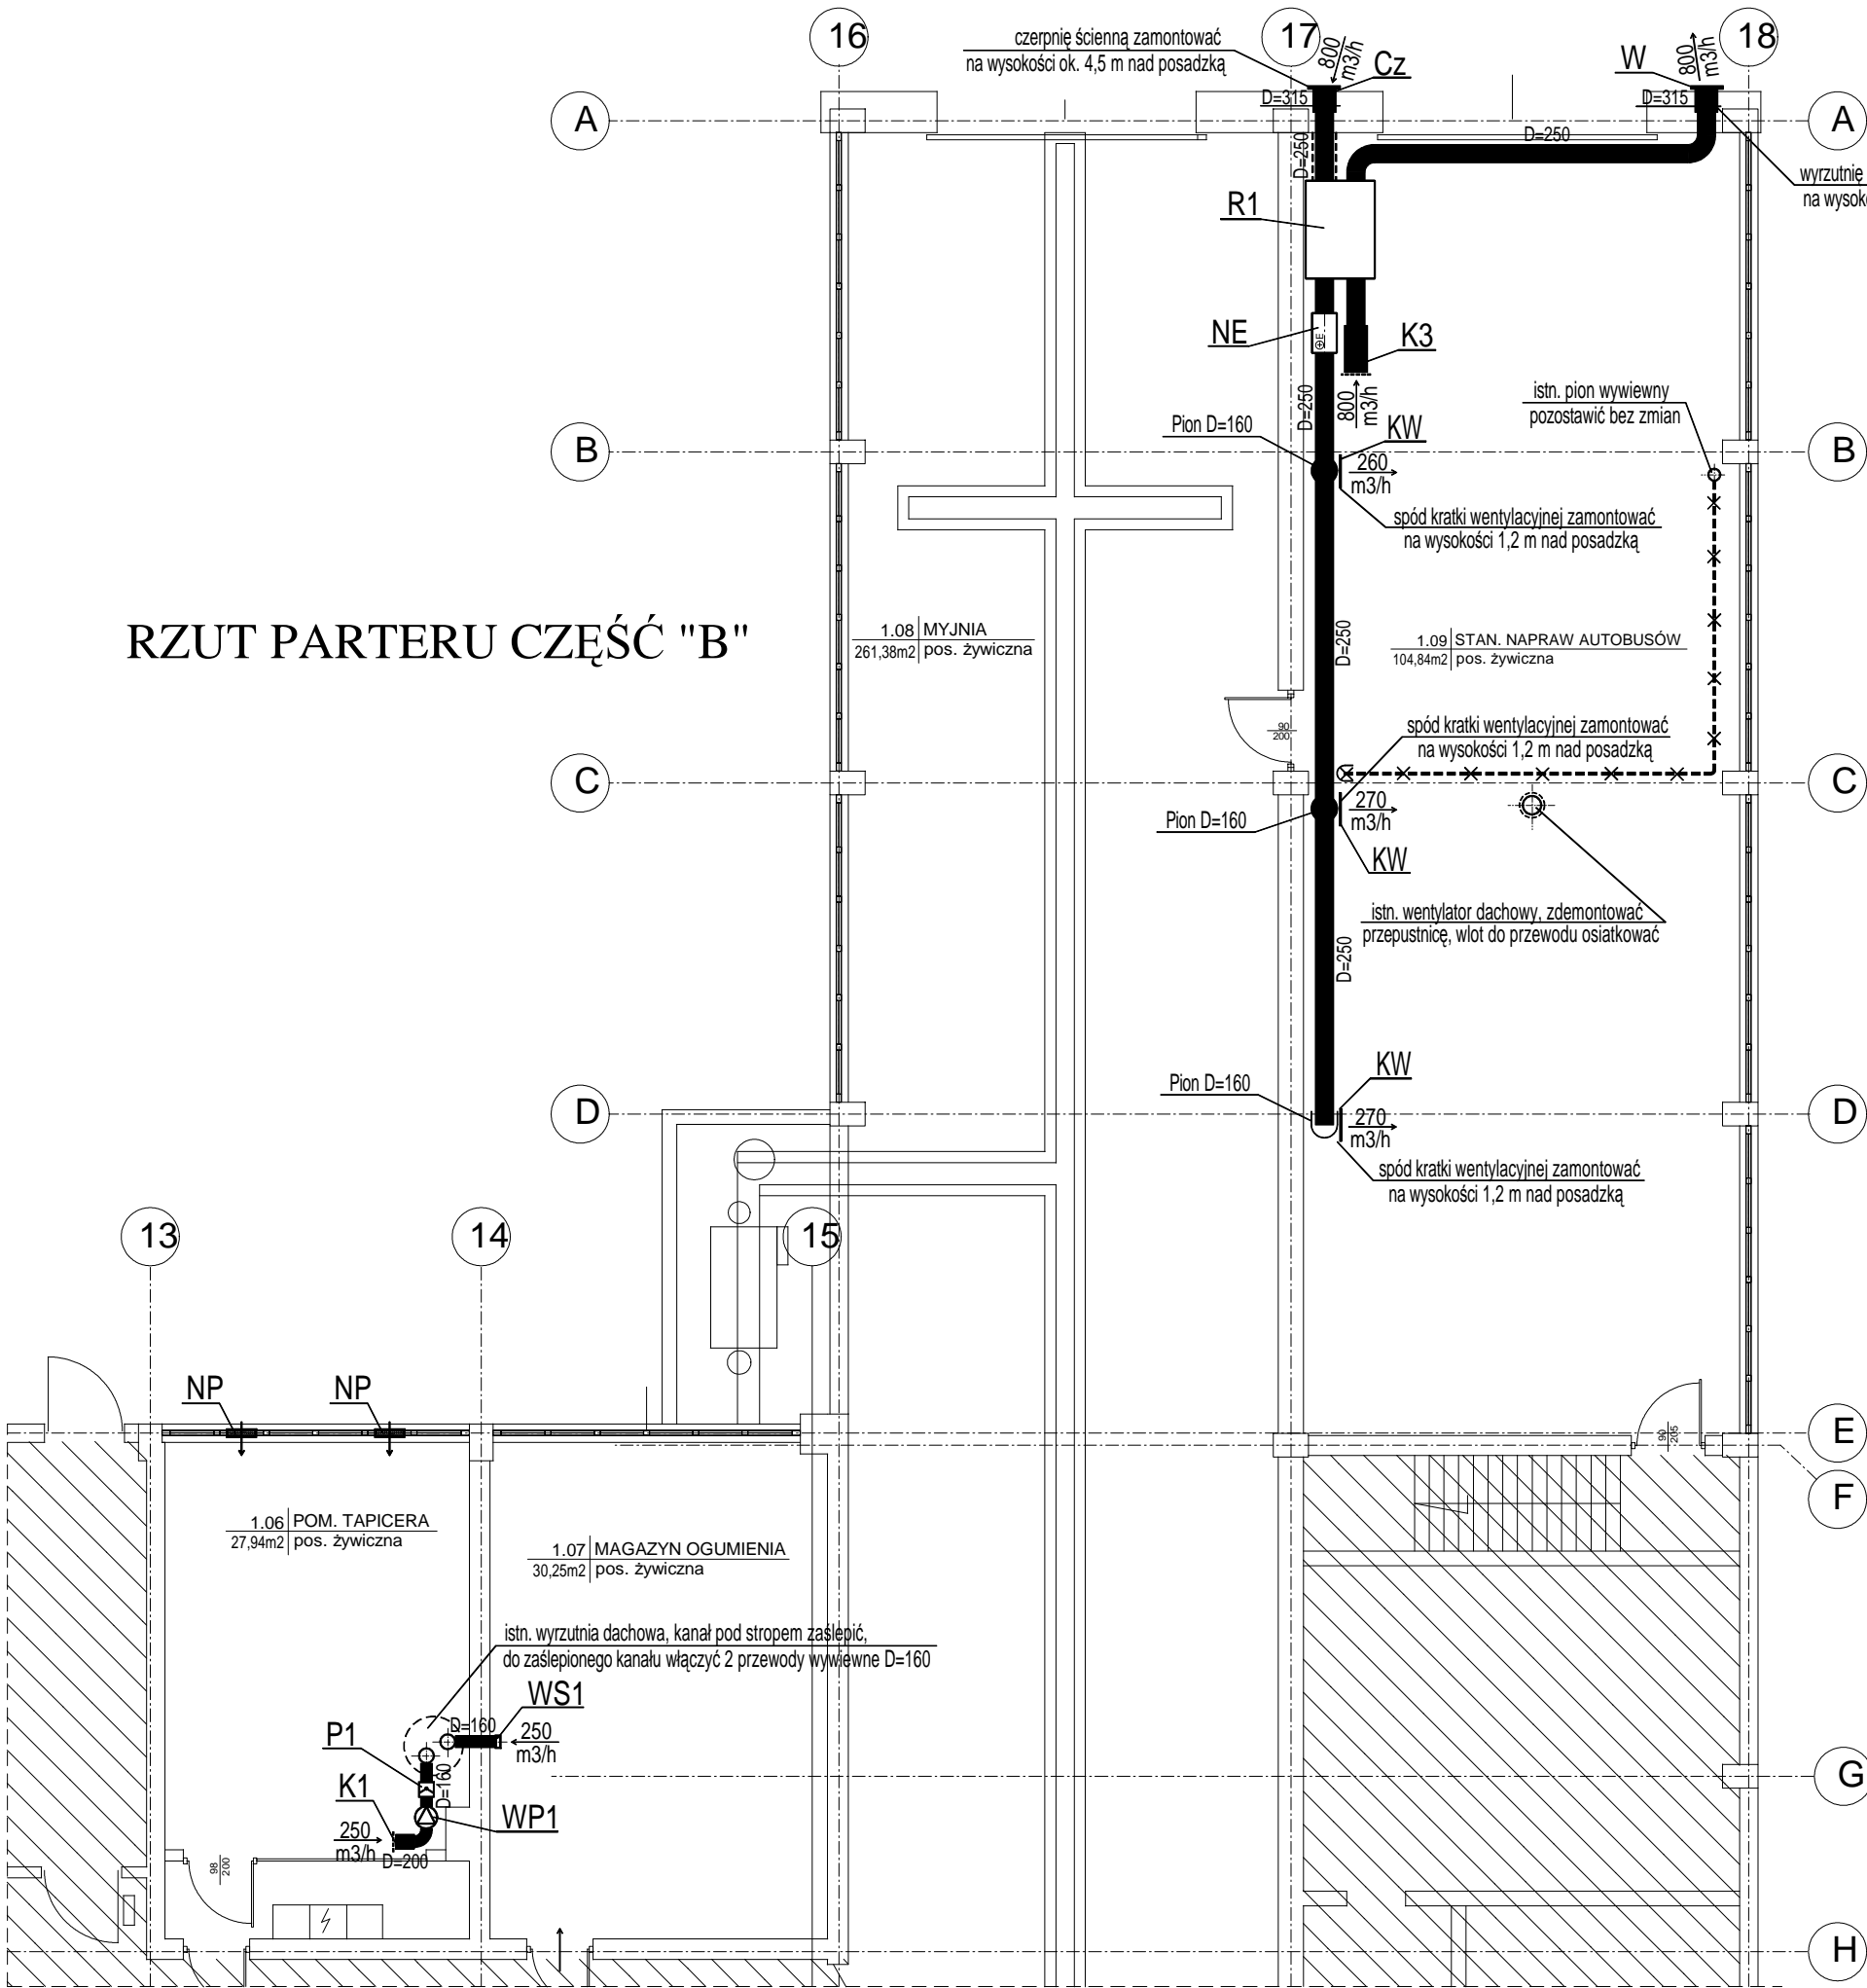 16
17
18
czerpnię ścienną zamontować
na wysokości ok. 4,5 m nad posadzką
800
m3/h
Cz
W
800
m3/h
D=315
D=315
A
A
D=250
D=250
wyrzutnię
R1
NE
E
K3
D=250
800
m3/h
istn. pion wywiewny
pozostawić bez zmian
Pion D=160
KW
B
B
260
m3/h
spód kratki wentylacyjnej zamontować
na wysokości 1,2 m nad posadzką
RZUT PARTERU CZĘŚĆ "B"
1.08 MYJNIA
261,38m2 pos. żywiczna
D=250
1.09 STAN. NAPRAW AUTOBUSÓW
104,84m2 pos. żywiczna
90
200
spód kratki wentylacyjnej zamontować
na wysokości 1,2 m nad posadzką
C
C
Pion D=160
270
m3/h
KW
istn. wentylator dachowy, zdemontować
przepustnicę, wlot do przewodu osiatkować
D=250
KW
Pion D=160
D
D
270
m3/h
spód kratki wentylacyjnej zamontować
na wysokości 1,2 m nad posadzką
13
14
15
NP
NP
E
90
205
F
1.06 POM. TAPICERA
27,94m2 pos. żywiczna
1.07 MAGAZYN OGUMIENIA
30,25m2 pos. żywiczna
istn. wyrzutnia dachowa, kanał pod stropem zaślepić,
do zaślepionego kanału włączyć 2 przewody wywiewne D=160
WS1
D=160
250
m3/h
P1
D=160
K1
WP1
G
250
m3/h
D=200
98
200
H